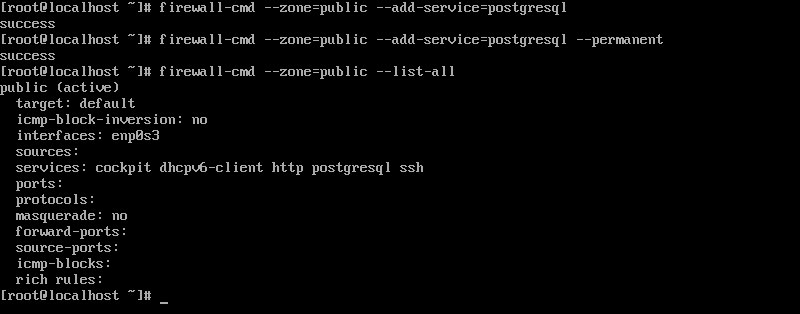 [root@localhost ~]# firewall-cmd --zone=public --add-service=postgresql
success
[root@localhost ~]# firewall-cmd --zone=public --add-service=postgresql --permanent
success
[root@localhost ~]# firewall-cmd --zone=public --list-all
public (active)
  target: default
  icmp-block-inversion: no
  interfaces: enp0s3
  sources:
  services: cockpit dhcpv6-client http postgresql ssh
  ports:
  protocols:
  masquerade: no
  forward-ports:
  source-ports:
  icmp-blocks:
  rich rules:
[root@localhost ~]# _